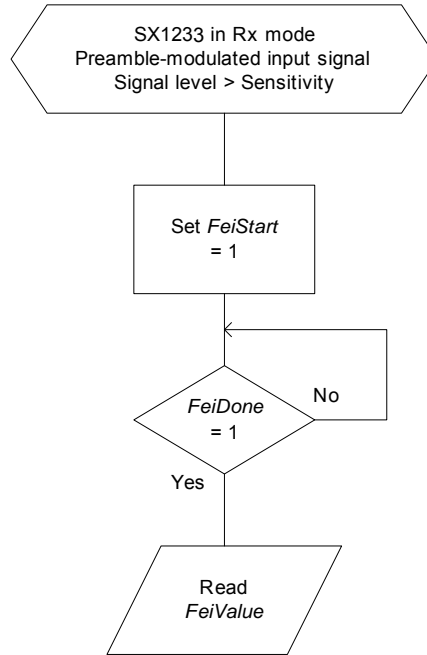 SX1233 in Rx mode
Preamble-modulated input signal
Signal level > Sensitivity
Set FeiStart
= 1
FeiDone
= 1
No
Yes
Read
FeiValue